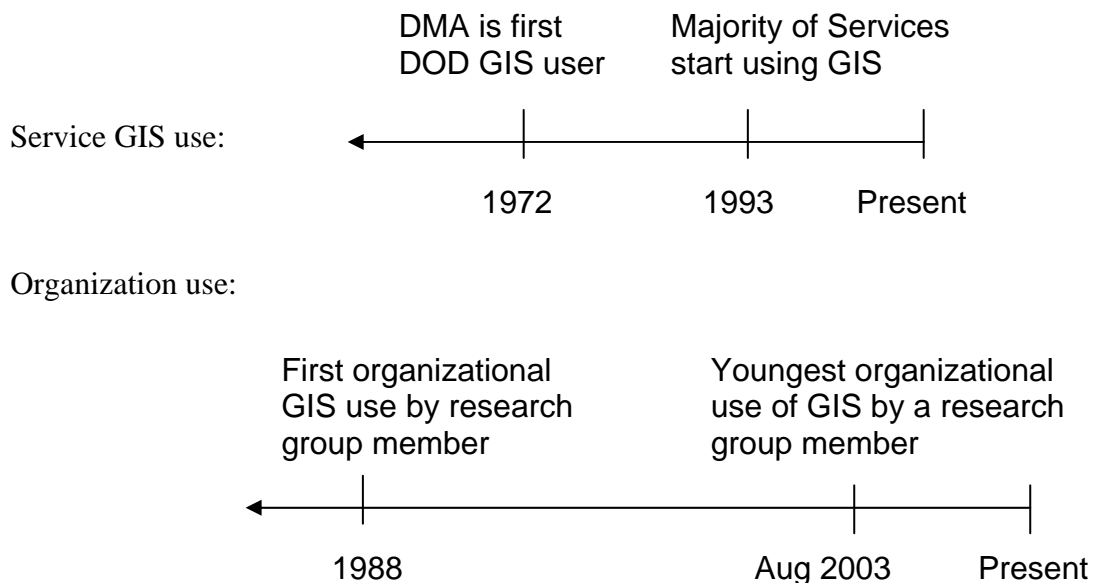 DMA is first
DOD GIS user
Majority of Services
start using GIS
Service GIS use:
1972
1993
Present
Organization use:
First organizational
GIS use by research
group member
Youngest organizational
use of GIS by a research
group member
1988
Aug 2003
Present